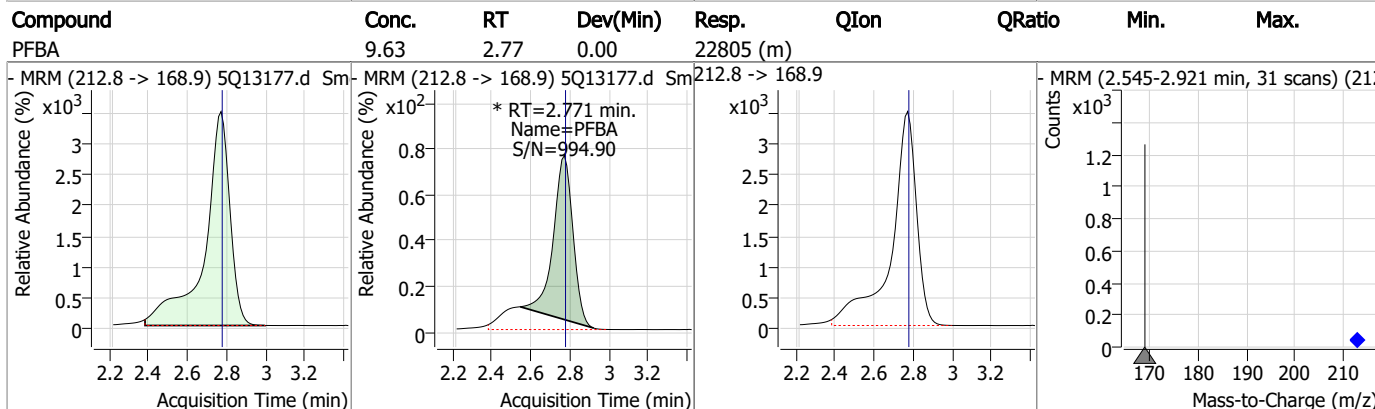 Compound Conc. RT Dev(Min) Resp. QIon QRatio Min. Max.
PFBA 9.63 2.77 0.00 22805 (m)
- MRM (212.8 -> 168.9) 5Q13177.d Sm
Relative Abundance (%)
x10³
3
2.5
2
1.5
1
0.5
0
2.2 2.4 2.6 2.8 3 3.2 3.4
Acquisition Time (min)
- MRM (212.8 -> 168.9) 5Q13177.d Sm
Relative Abundance (%)
x10²
* RT=2.771 min.
Name=PFBA
S/N=994.90
0.8
0.6
0.4
0.2
0
2.2 2.4 2.6 2.8 3 3.2 3.4
Acquisition Time (min)
212.8 -> 168.9
x10³
3
2.5
2
1.5
1
0.5
0
2.2 2.4 2.6 2.8 3 3.2
- MRM (2.545-2.921 min, 31 scans) (212
Counts
x10³
1.2
1
0.8
0.6
0.4
0.2
0
170 180 190 200 210
Mass-to-Charge (m/z)